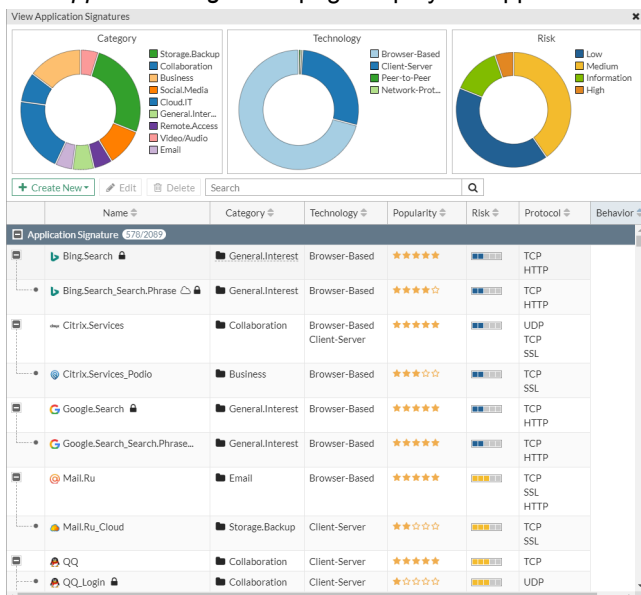 View Application Signatures
Category
Storage.Backup
Collaboration
Business
Social.Media
Cloud.IT
General.Inter...
Remote.Access
Video/Audio
Email
Technology
Browser-Based
Client-Server
Peer-to-Peer
Network-Prot...
Risk
Low
Medium
Information
High
Create New Edit Delete Search
Name Category Technology Popularity Risk Protocol Behavior
Application Signature 578/2089
Bing.Search General.Interest Browser-Based TCP
HTTP
Bing.Search_Search.Phrase General.Interest Browser-Based TCP
HTTP
Citrix.Services Collaboration Browser-Based UDP
Client-Server TCP
SSL
Citrix.Services_Podio Business Browser-Based TCP
SSL
Google.Search General.Interest Browser-Based TCP
HTTP
Google.Search_Search.Phrase... General.Interest Browser-Based TCP
HTTP
Mail.Ru Email Browser-Based TCP
SSL
HTTP
Mail.Ru_Cloud Storage.Backup Client-Server TCP
SSL
QQ Collaboration Client-Server TCP
QQ_Login Collaboration Client-Server UDP